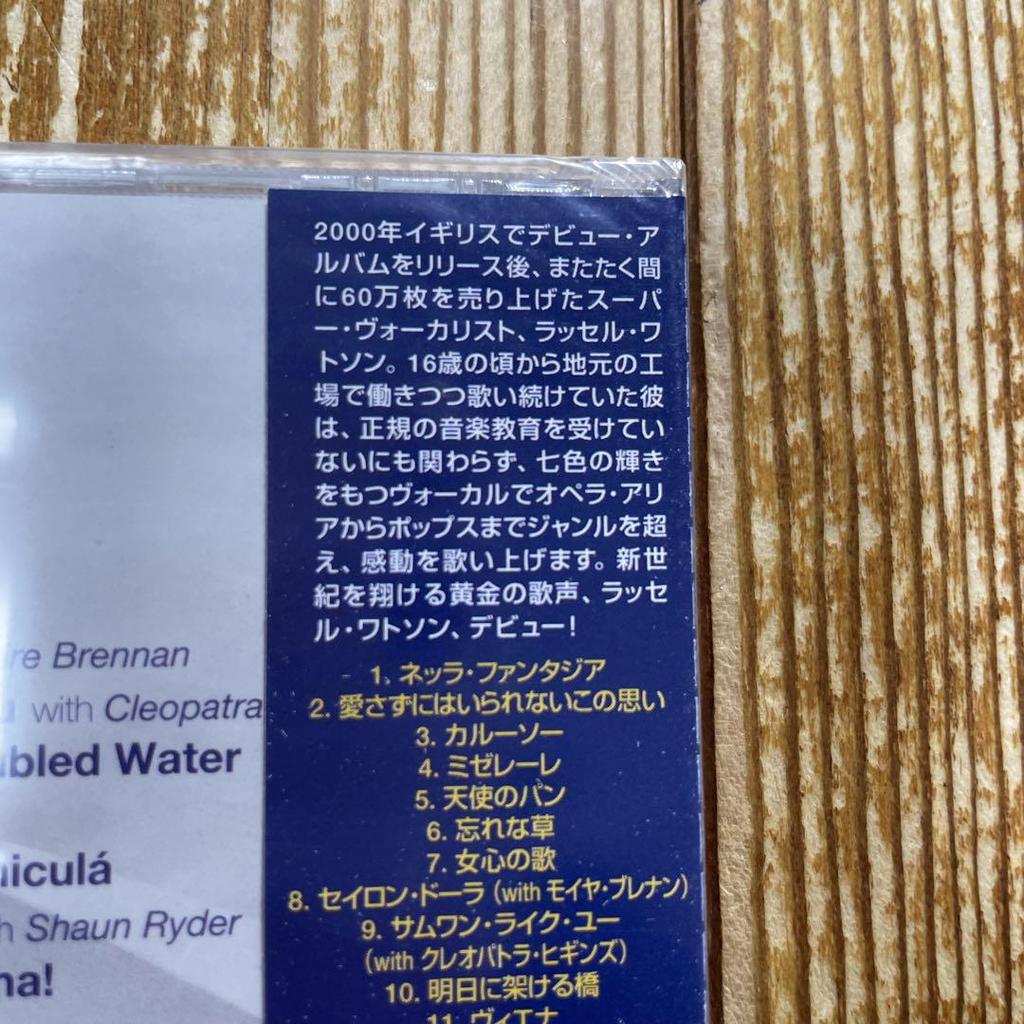 2000年イギリスでデビュー・ア
ルバムをリリース後、またたく間
に60万枚を売り上げたスーパ
ー・ヴォーカリスト、ラッセル・ワ
トソン。16歳の頃から地元の工
場で働きつつ歌い続けていた彼
は、正規の音楽教育を受けてい
ないにも関わらず、七色の輝き
をもつヴォーカルでオペラ・アリ
アからポップスまでジャンルを超
え、感動を歌い上げます。新世
紀を翔ける黄金の歌声、ラッセ
ル・ワトソン、デビュー!
1. ネッラ・ファンタジア
2. 愛さずにはいられないこの思い
3. カルーソー
4. ミゼレーレ
5. 天使のパン
6. 忘れな草
7. 女心の歌
8. セイロン・ドーラ (with モイヤ・ブレナン)
9. サムワン・ライク・ユー
(with クレオパトラ・ヒギンズ)
10. 明日に架ける橋
11. ヴィエナ
re Brennan
with Cleopatra
bled Water
niculá
h Shaun Ryder
na!